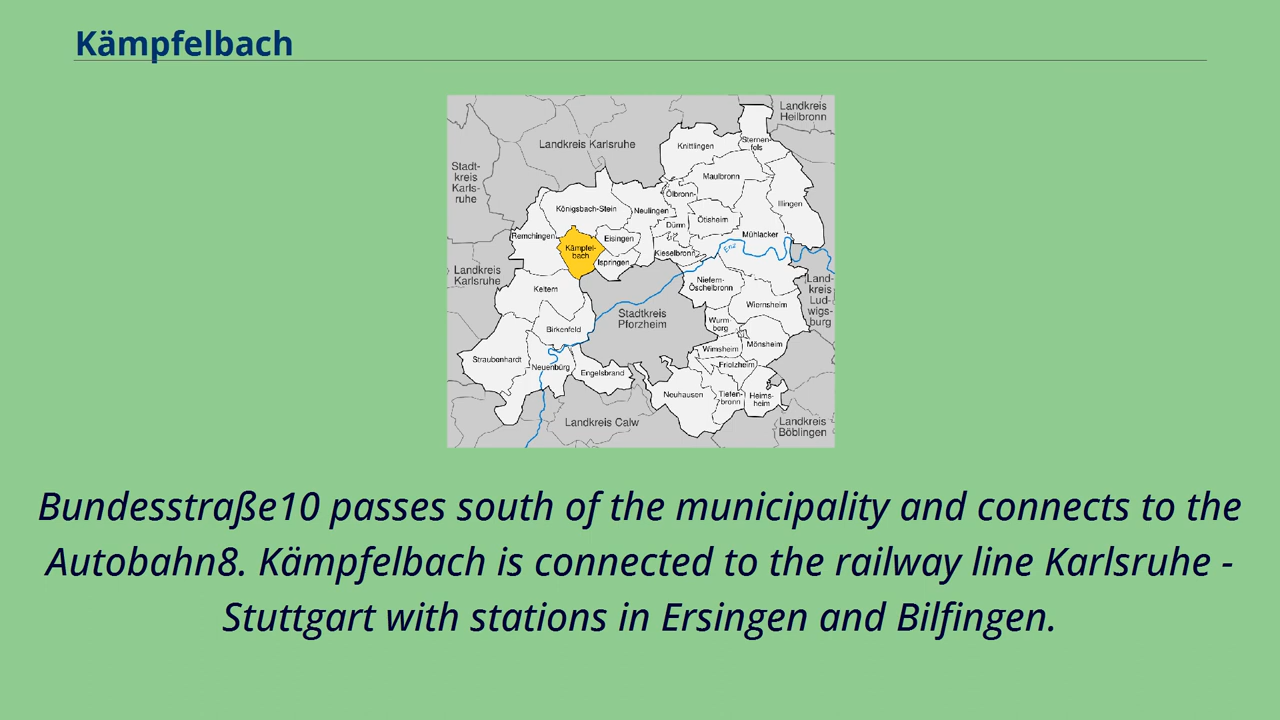 Kämpfelbach
Landkreis
Heilbronn
Landkreis Karlsruhe
Knittlingen
Sternen-
fels
Stadt-
kreis
Karls-
ruhe
Maulbronn
Ölbronn-
Dürrn
Illingen
Königsbach-Stein
Neulingen
Ötisheim
Remchingen
Eisingen
Mühlacker
Kämpfel-
bach
Ispringen
Kieselbronn
Enz
Landkreis
Karlsruhe
Keltern
Niefern-
Öschelbronn
Land-
kreis
Lud-
wigs-
burg
Wiernsheim
Stadtkreis
Pforzheim
Birkenfeld
Wurm-
berg
Wimsheim
Mönsheim
Straubenhardt
Neuenbürg
Engelsbrand
Friolzheim
Neuhausen
Tiefen-
bronn
Heims-
heim
Landkreis Calw
Landkreis
Böblingen
Bundesstraße10 passes south of the municipality and connects to the
Autobahn8. Kämpfelbach is connected to the railway line Karlsruhe -
Stuttgart with stations in Ersingen and Bilfingen.